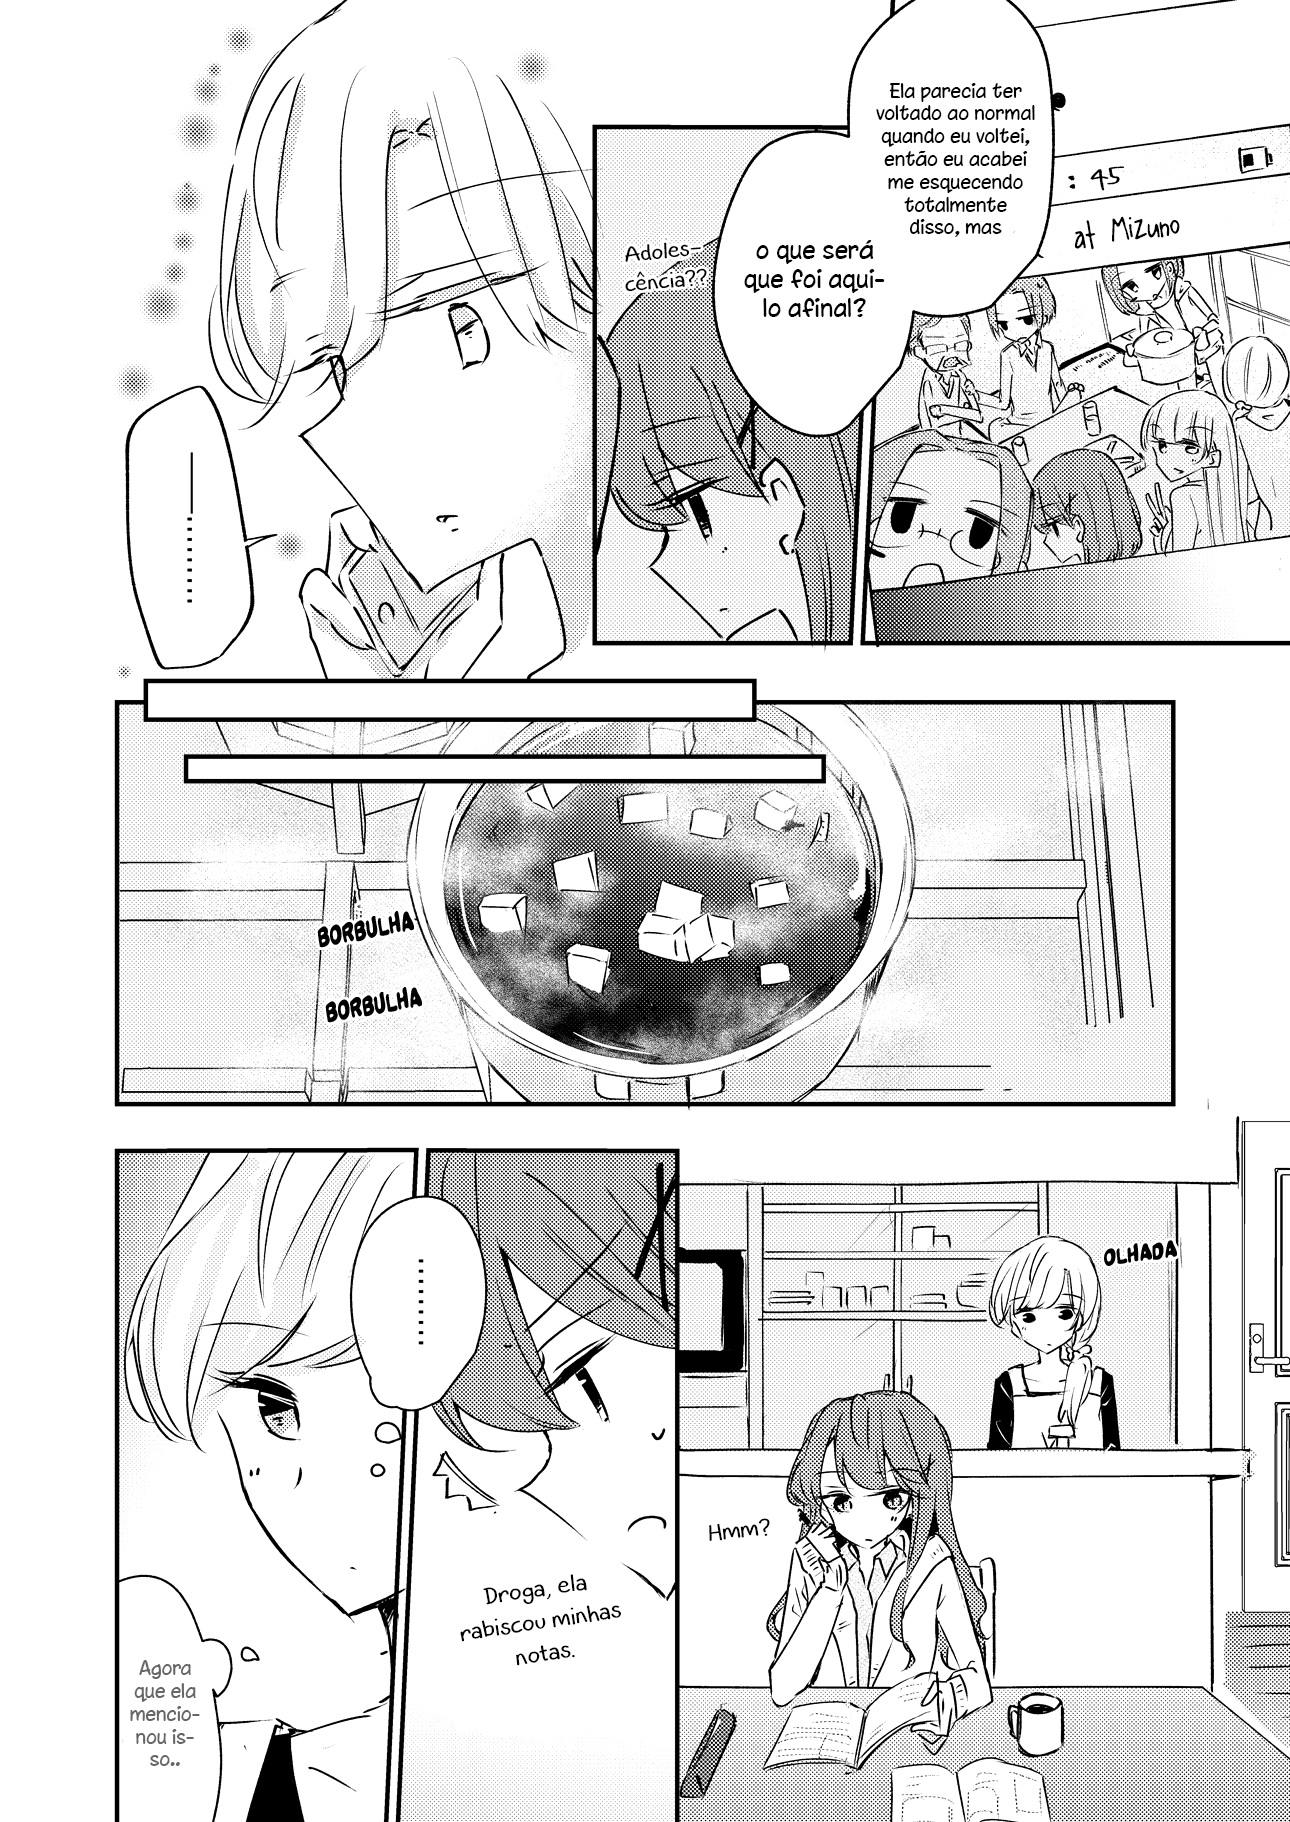 Ela parecia ter
voltado ao normal
quando eu voltei,
então eu acabei
me esquecendo
totalmente
disso, mas
: 45
at Mizuno
o que será
que foi aqui-
lo afinal?
Adoles-
cência??
BORBULHA
BORBULHA
OLHADA
Hmm?
Droga, ela
rabiscou minhas
notas.
Agora
que ela
mencio-
nou is-
so..